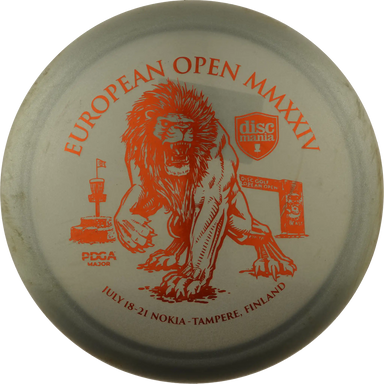 EUROPEAN OPEN MMXXIV
disc
mania
PDGA
MAJOR
JULY 18-21 NOKIA-TAMPERE, FINLAND